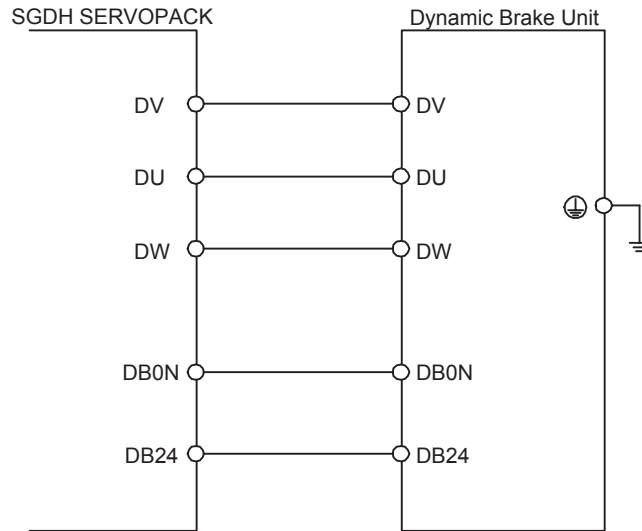 SGDH SERVOPACK Dynamic Brake Unit
DV DV
DU DU
DW DW
DB0N DB0N
DB24 DB24